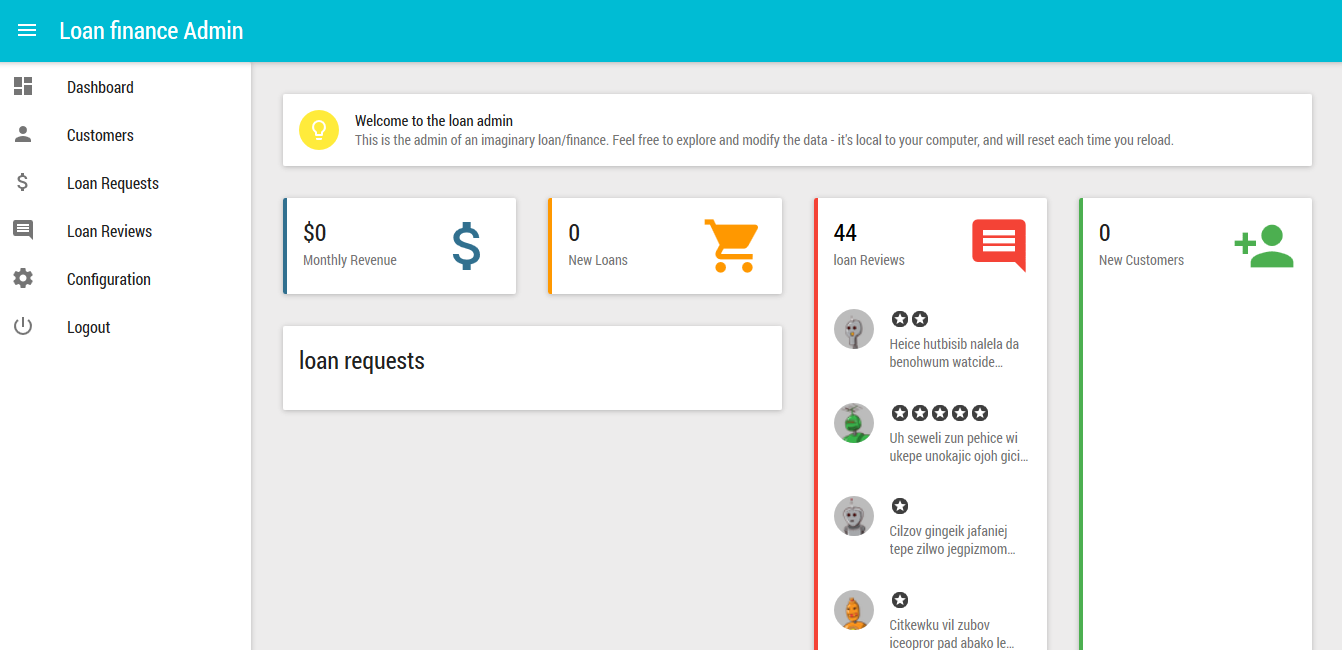 Loan finance Admin
Dashboard
Customers
Loan Requests
Loan Reviews
Configuration
Logout
Welcome to the loan admin
This is the admin of an imaginary loan/finance. Feel free to explore and modify the data - it's local to your computer, and will reset each time you reload.
$0
Monthly Revenue
0
New Loans
44
loan Reviews
0
New Customers
loan requests
Heice hutbisib nalela da
benohwum watcide...
Uh seweli zun pehice wi
ukepe unokajic ojoh gici...
Cilzov gingeik jafaniej
tepe zilwo jegpizmom...
Citkewku vil zubov
iceopror pad abako le...